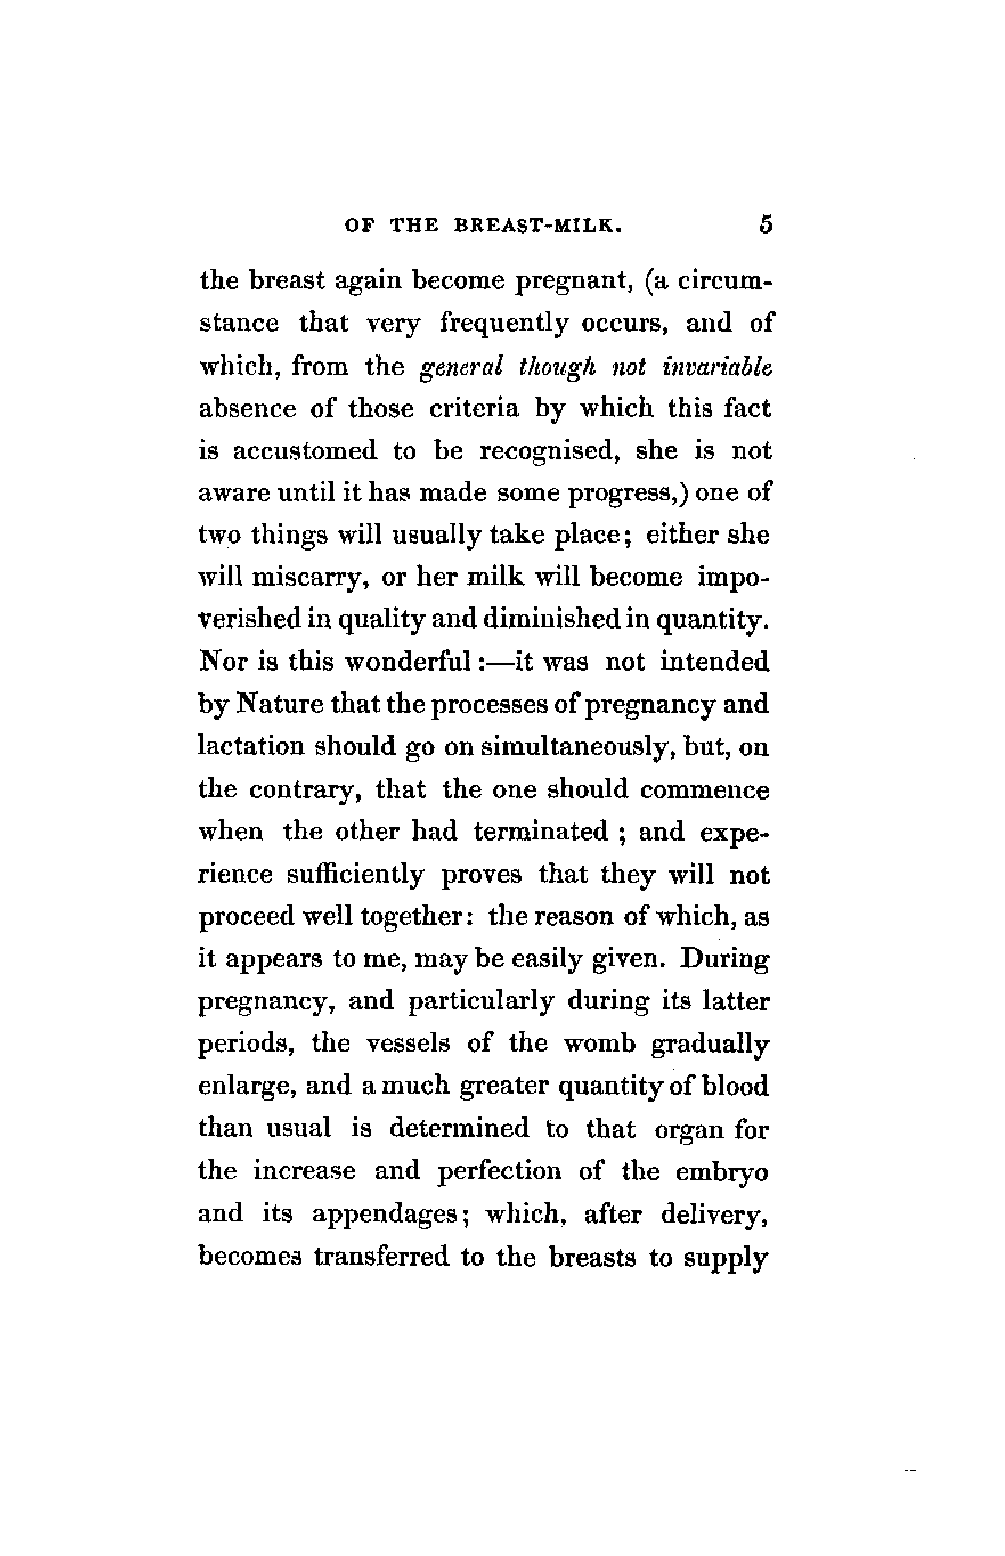 OF THE BREAST-MILK. 5
the breast again become pregnant, (a circum-
stance that very frequently occurs, and of
which, from the general though not invariable
absence of those criteria by which this fact
is accustomed to be recognised, she is not
aware until it has made some progress,) one of
two things will usually take place; either she
will miscarry, or her milk will become impo-
verished in quality and diminished in quantity.
Nor is this wonderful :—it was not intended
by Nature that the processes of pregnancy and
lactation should go on simultaneously, but, on
the contrary, that the one should commence
when the other had terminated ; and expe-
rience sufficiently proves that they will not
proceed well together: the reason of which, as
it appears to me, may be easily given. During
pregnancy, and particularly during its latter
periods, the vessels of the womb gradually
enlarge, and a much greater quantity of blood
than usual is determined to that organ for
the increase and perfection of the embryo
and its appendages; which, after delivery,
becomes transferred to the breasts to supply